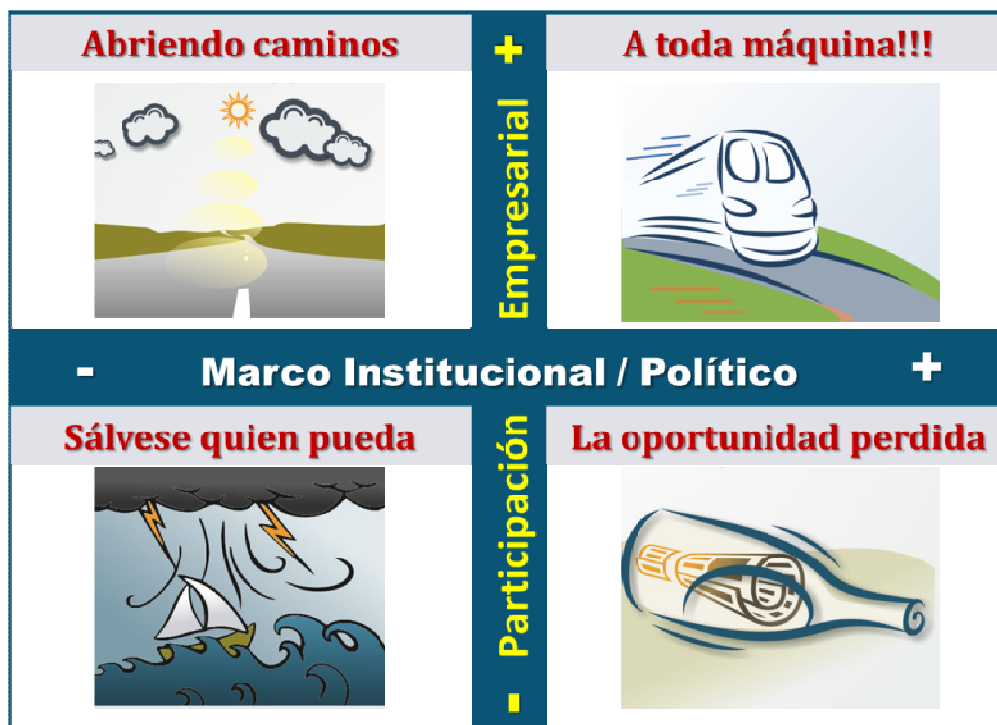 Abriendo caminos
+
A toda máquina!!!
Participación Empresarial
-
Marco Institucional / Político
+
Sálvese quien pueda
La oportunidad perdida
-